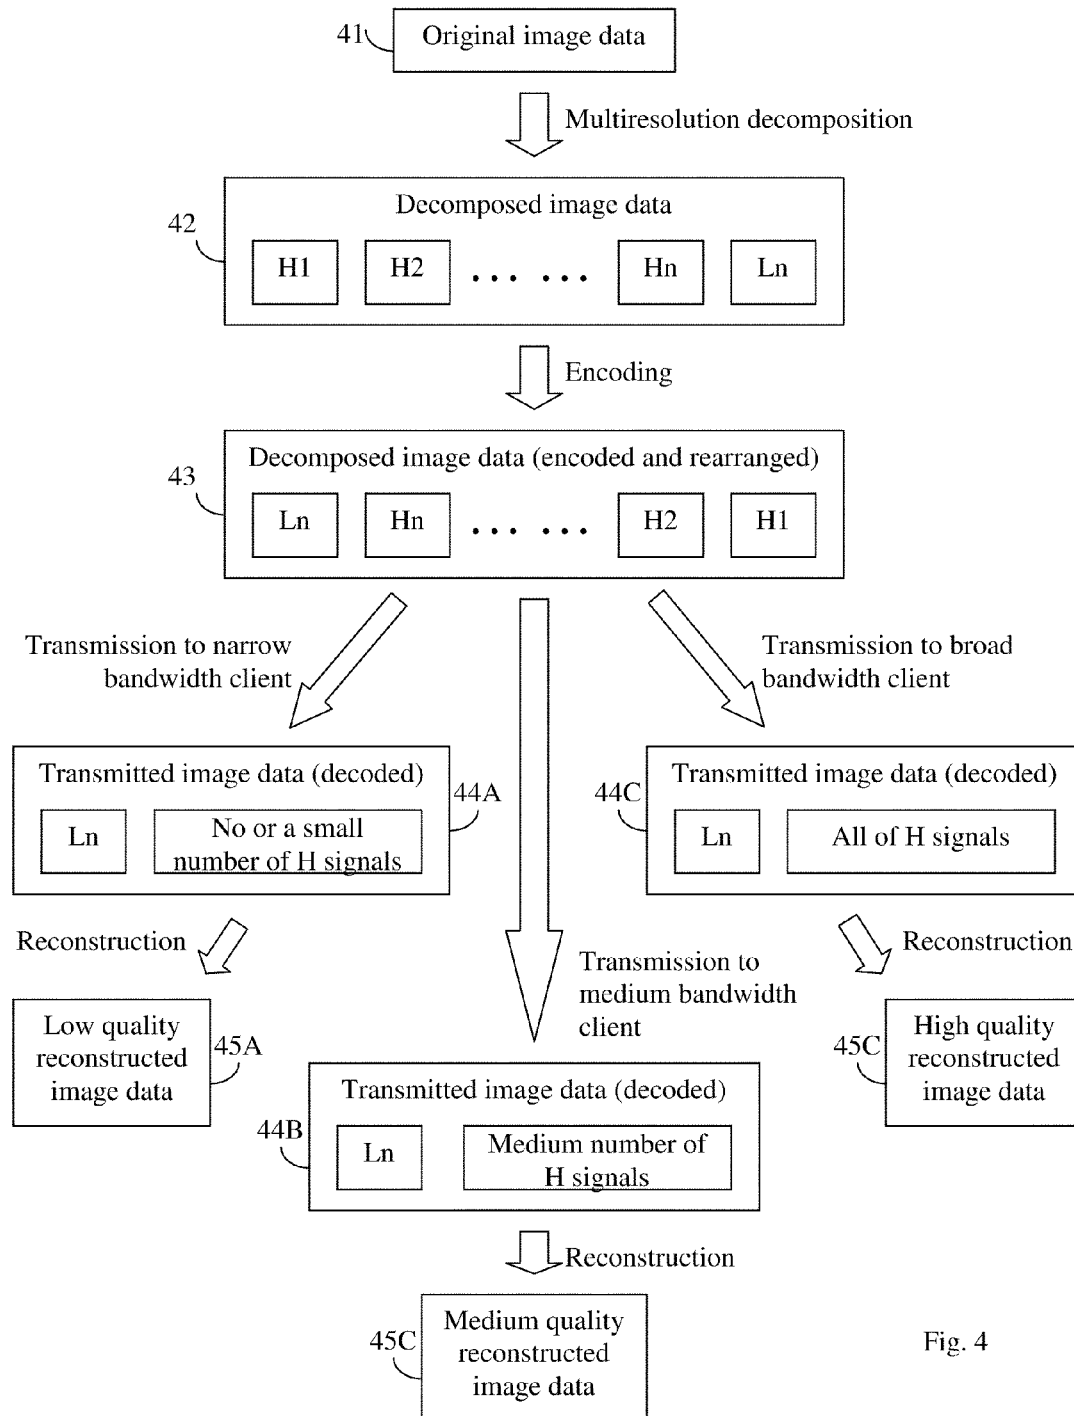 41
Original image data
Multiresolution decomposition
42
Decomposed image data
H1
H2
... ...
Hn
Ln
Encoding
43
Decomposed image data (encoded and rearranged)
Ln
Hn
... ...
H2
H1
Transmission to narrow
bandwidth client
Transmission to broad
bandwidth client
Transmitted image data (decoded)
44A
Ln
No or a small
number of H signals
44C
Transmitted image data (decoded)
Ln
All of H signals
Reconstruction
Transmission to
medium bandwidth
client
Reconstruction
Low quality
reconstructed
image data
45A
45C
High quality
reconstructed
image data
Transmitted image data (decoded)
44B
Ln
Medium number of
H signals
Reconstruction
45C
Medium quality
reconstructed
image data
Fig. 4